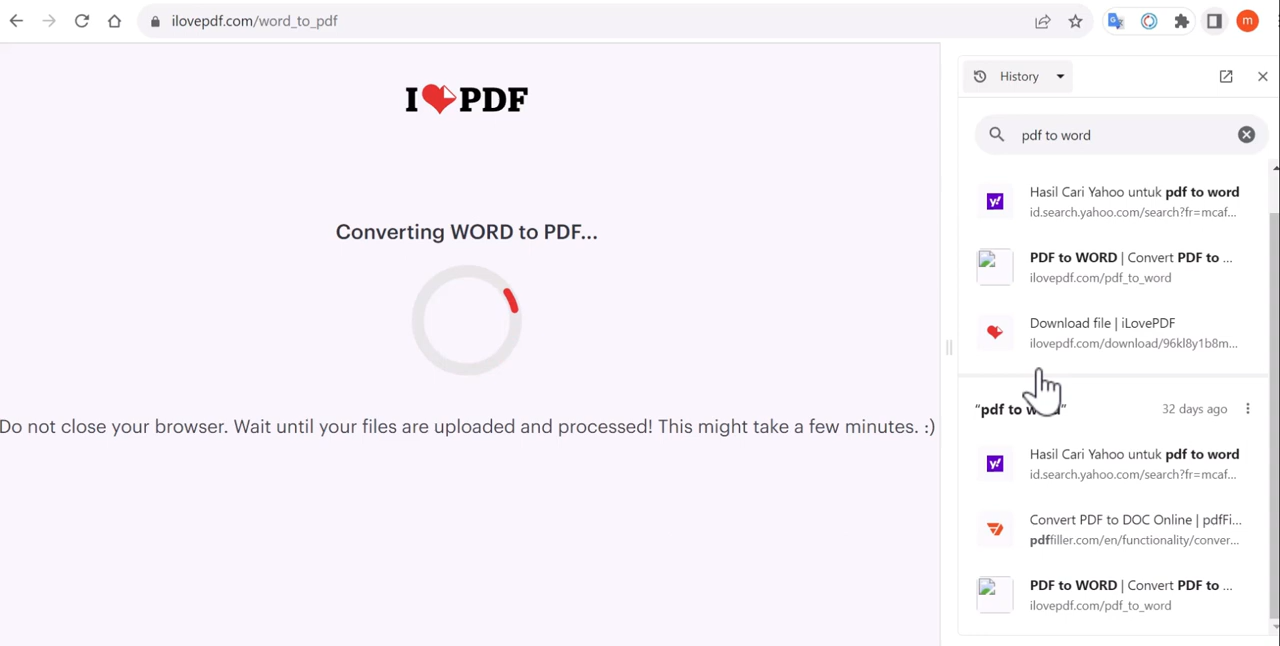 ilovepdf.com/word_to_pdf
m
I PDF
Converting WORD to PDF...
Do not close your browser. Wait until your files are uploaded and processed! This might take a few minutes. :)
History
pdf to word
y!
Hasil Cari Yahoo untuk pdf to word
id.search.yahoo.com/search?fr=mcaf...
PDF to WORD | Convert PDF to ...
ilovepdf.com/pdf_to_word
Download file | iLovePDF
ilovepdf.com/download/96kl8y1b8m...
"pdf to word"
32 days ago
y!
Hasil Cari Yahoo untuk pdf to word
id.search.yahoo.com/search?fr=mcaf...
Convert PDF to DOC Online | pdfFi...
pdffiller.com/en/functionality/conver...
PDF to WORD | Convert PDF to ...
ilovepdf.com/pdf_to_word